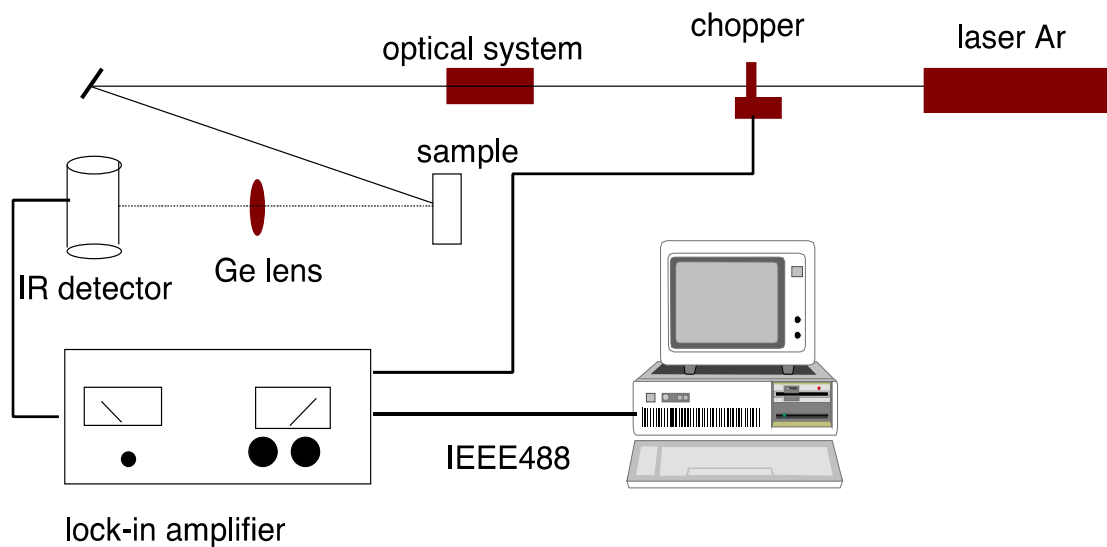 chopper
laser Ar
optical system
sample
Ge lens
IR detector
IEEE488
lock-in amplifier